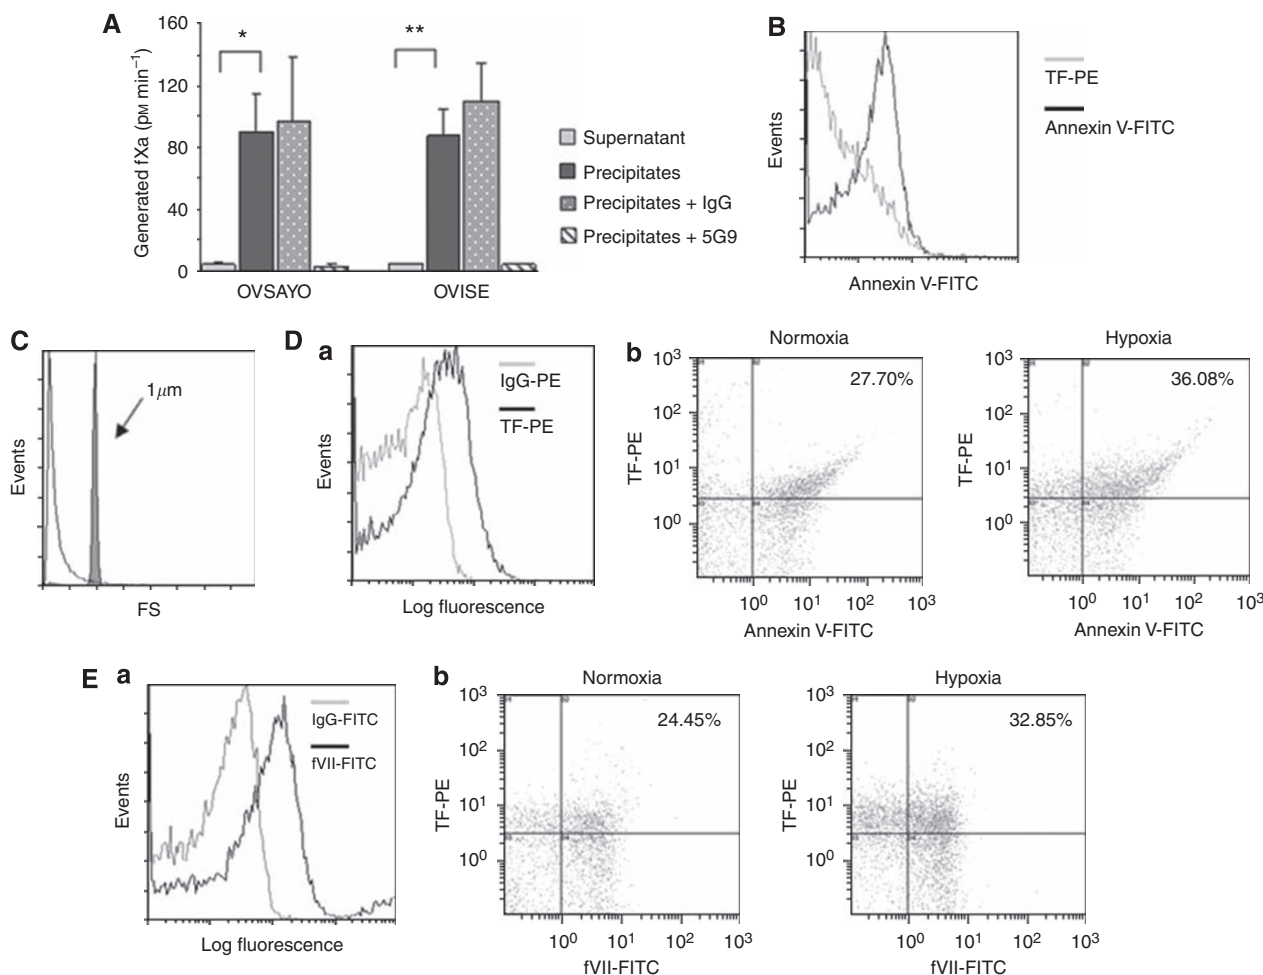 A
Generated fXa (pM min−1)
160
120
80
40
0
*
**
OVSAYO
OVISE
Supernatant
Precipitates
Precipitates + IgG
Precipitates + 5G9
B
Events
Annexin V-FITC
TF-PE
Annexin V-FITC
C
Events
1μm
FS
D
a
Events
IgG-PE
TF-PE
Log fluorescence
b
Normoxia
27.70%
TF-PE
103
102
101
100
100 101 102 103
Annexin V-FITC
Hypoxia
36.08%
TF-PE
103
102
101
100
100 101 102 103
Annexin V-FITC
E
a
Events
IgG-FITC
fVII-FITC
Log fluorescence
b
Normoxia
24.45%
TF-PE
103
102
101
100
100 101 102 103
fVII-FITC
Hypoxia
32.85%
TF-PE
103
102
101
100
100 101 102 103
fVII-FITC